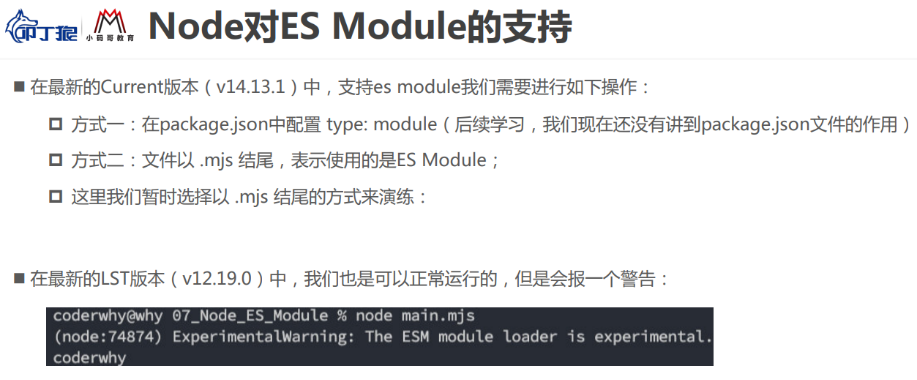 叩丁狼 小码哥教育 Node对ES Module的支持
■ 在最新的Current版本（v14.13.1）中，支持es module我们需要进行如下操作：
方式一：在package.json中配置 type: module（后续学习，我们现在还没有讲到package.json文件的作用）
方式二：文件以 .mjs 结尾，表示使用的是ES Module；
这里我们暂时选择以 .mjs 结尾的方式来演练：
■ 在最新的LST版本（v12.19.0）中，我们也是可以正常运行的，但是会报一个警告：
coderwhy@why 07_Node_ES_Module % node main.mjs
(node:74874) ExperimentalWarning: The ESM module loader is experimental.
coderwhy